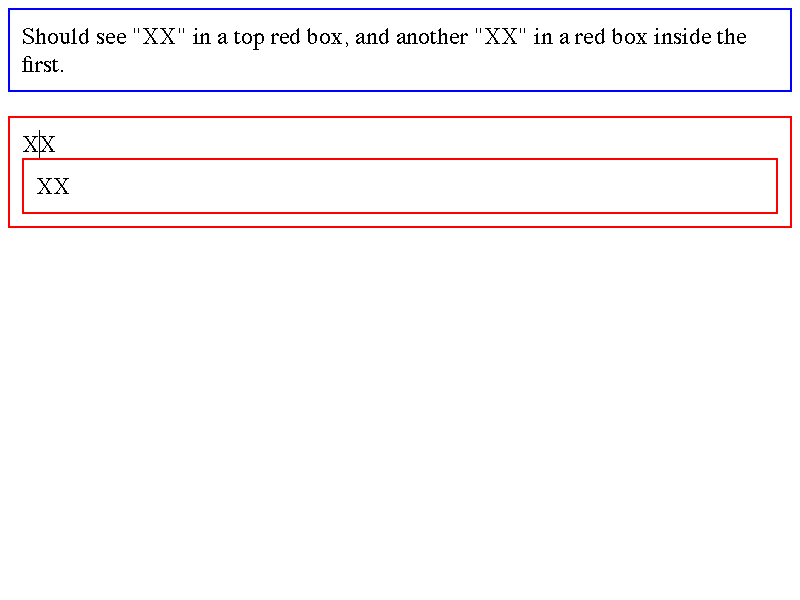 Should see "XX" in a top red box, and another "XX" in a red box inside the
first.
XX
XX